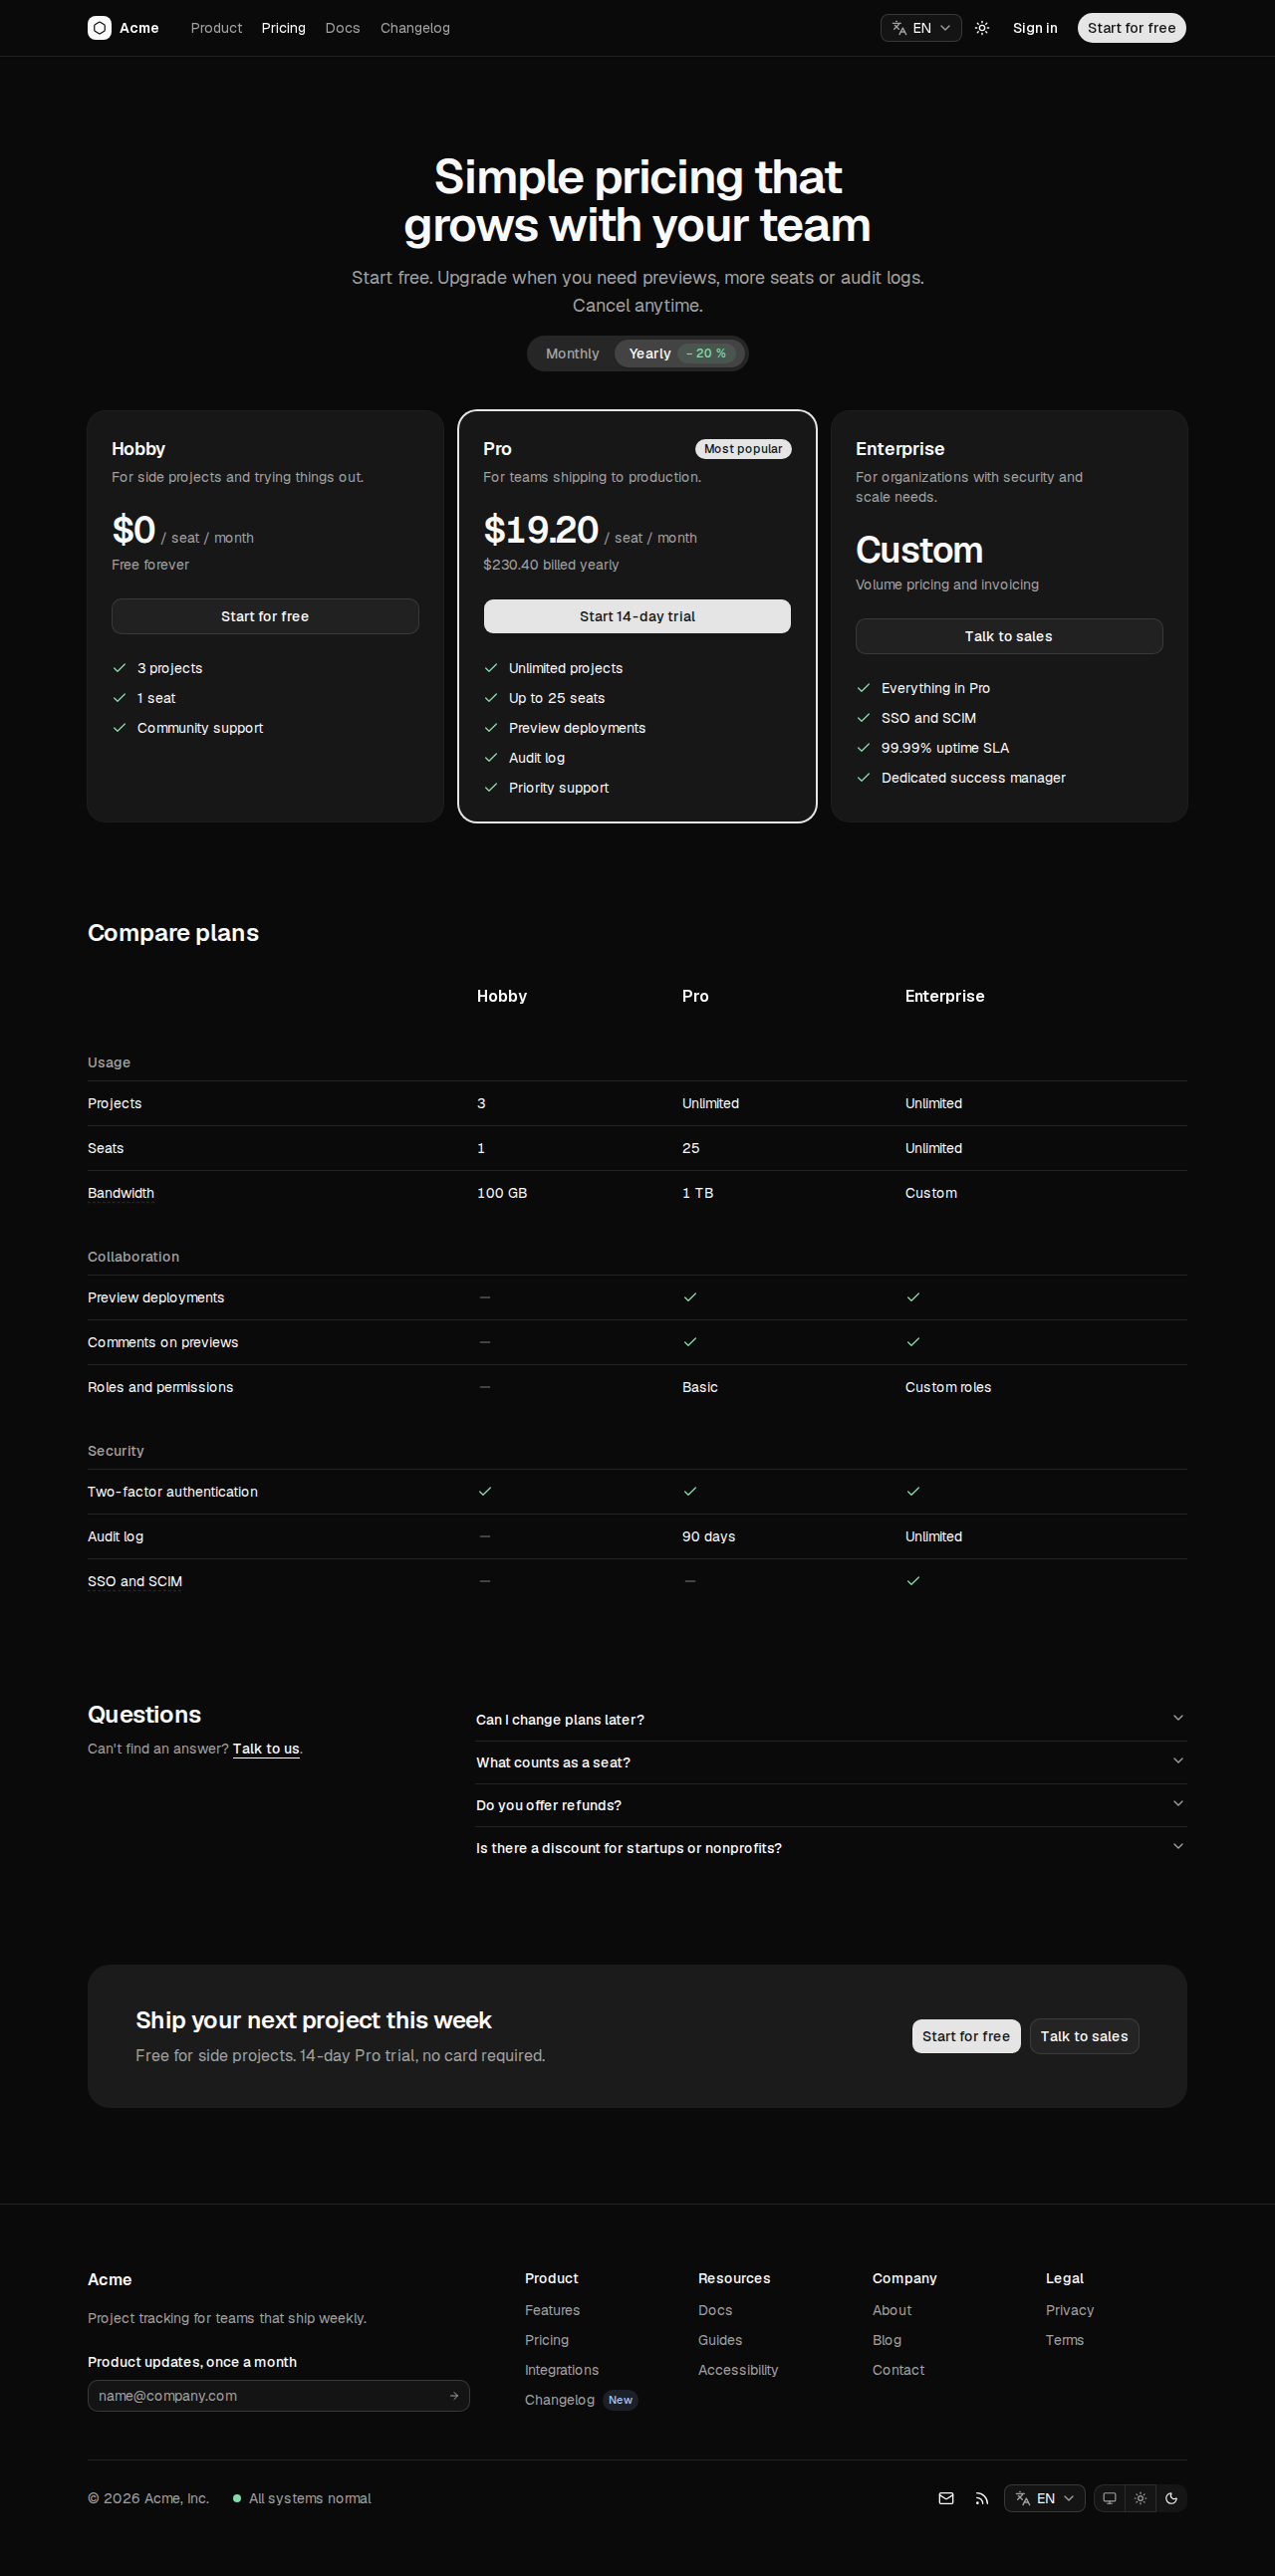 Acme Product Pricing Docs Changelog EN Sign in Start for free
Simple pricing that
grows with your team
Start free. Upgrade when you need previews, more seats or audit logs.
Cancel anytime.
Monthly Yearly − 20 %
Hobby
For side projects and trying things out.
$0 / seat / month
Free forever
Start for free
3 projects
1 seat
Community support
Pro Most popular
For teams shipping to production.
$19.20 / seat / month
$230.40 billed yearly
Start 14-day trial
Unlimited projects
Up to 25 seats
Preview deployments
Audit log
Priority support
Enterprise
For organizations with security and
scale needs.
Custom
Volume pricing and invoicing
Talk to sales
Everything in Pro
SSO and SCIM
99.99% uptime SLA
Dedicated success manager
Compare plans
Hobby Pro Enterprise
Usage
Projects 3 Unlimited Unlimited
Seats 1 25 Unlimited
Bandwidth 100 GB 1 TB Custom
Collaboration
Preview deployments
Comments on previews
Roles and permissions Basic Custom roles
Security
Two-factor authentication
Audit log 90 days Unlimited
SSO and SCIM
Questions
Can't find an answer? Talk to us.
Can I change plans later?
What counts as a seat?
Do you offer refunds?
Is there a discount for startups or nonprofits?
Ship your next project this week
Free for side projects. 14-day Pro trial, no card required.
Start for free Talk to sales
Acme
Project tracking for teams that ship weekly.
Product updates, once a month
name@company.com
Product
Features
Pricing
Integrations
Changelog New
Resources
Docs
Guides
Accessibility
Company
About
Blog
Contact
Legal
Privacy
Terms
© 2026 Acme, Inc. All systems normal EN